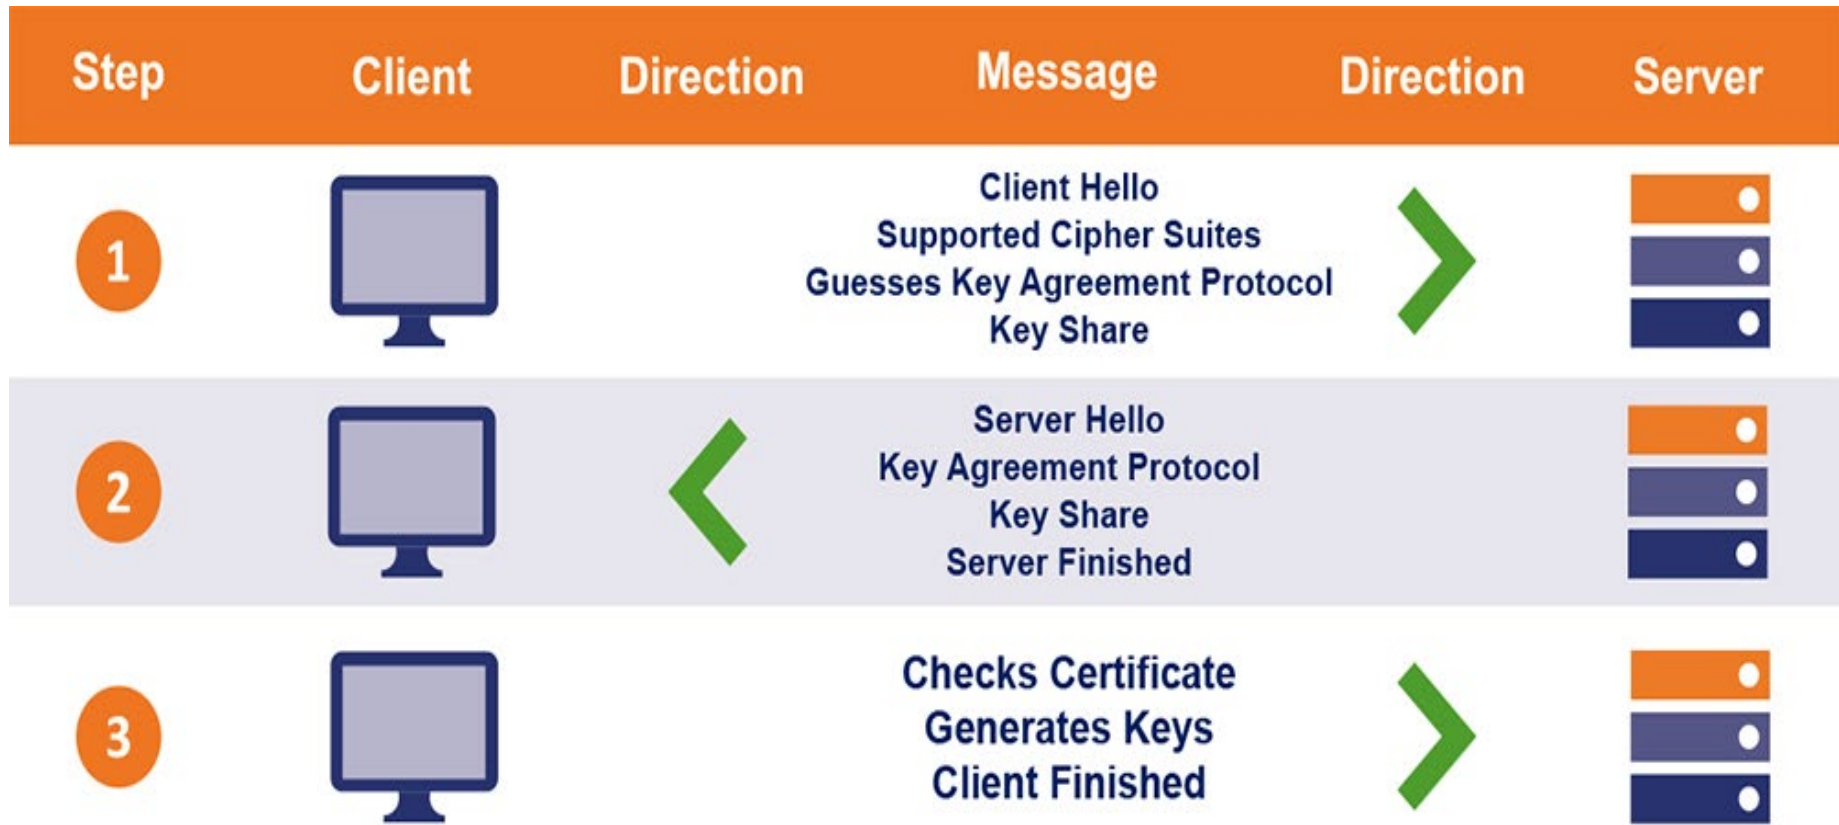 Step Client Direction Message Direction Server
1
Client Hello
Supported Cipher Suites
Guesses Key Agreement Protocol
Key Share
2
Server Hello
Key Agreement Protocol
Key Share
Server Finished
3
Checks Certificate
Generates Keys
Client Finished